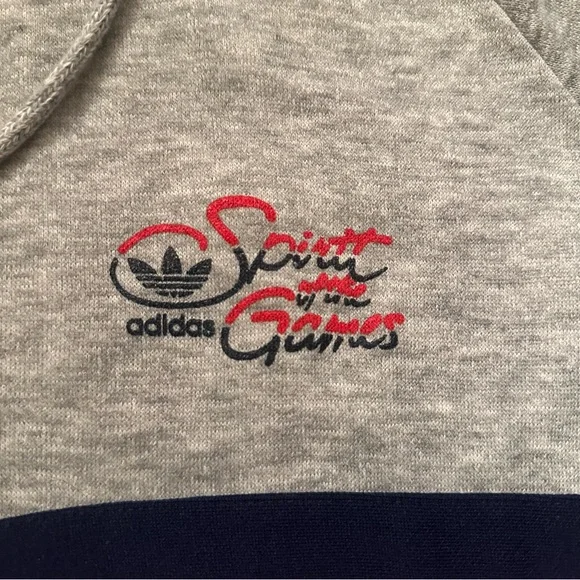 Spirit
of the
Games
adidas